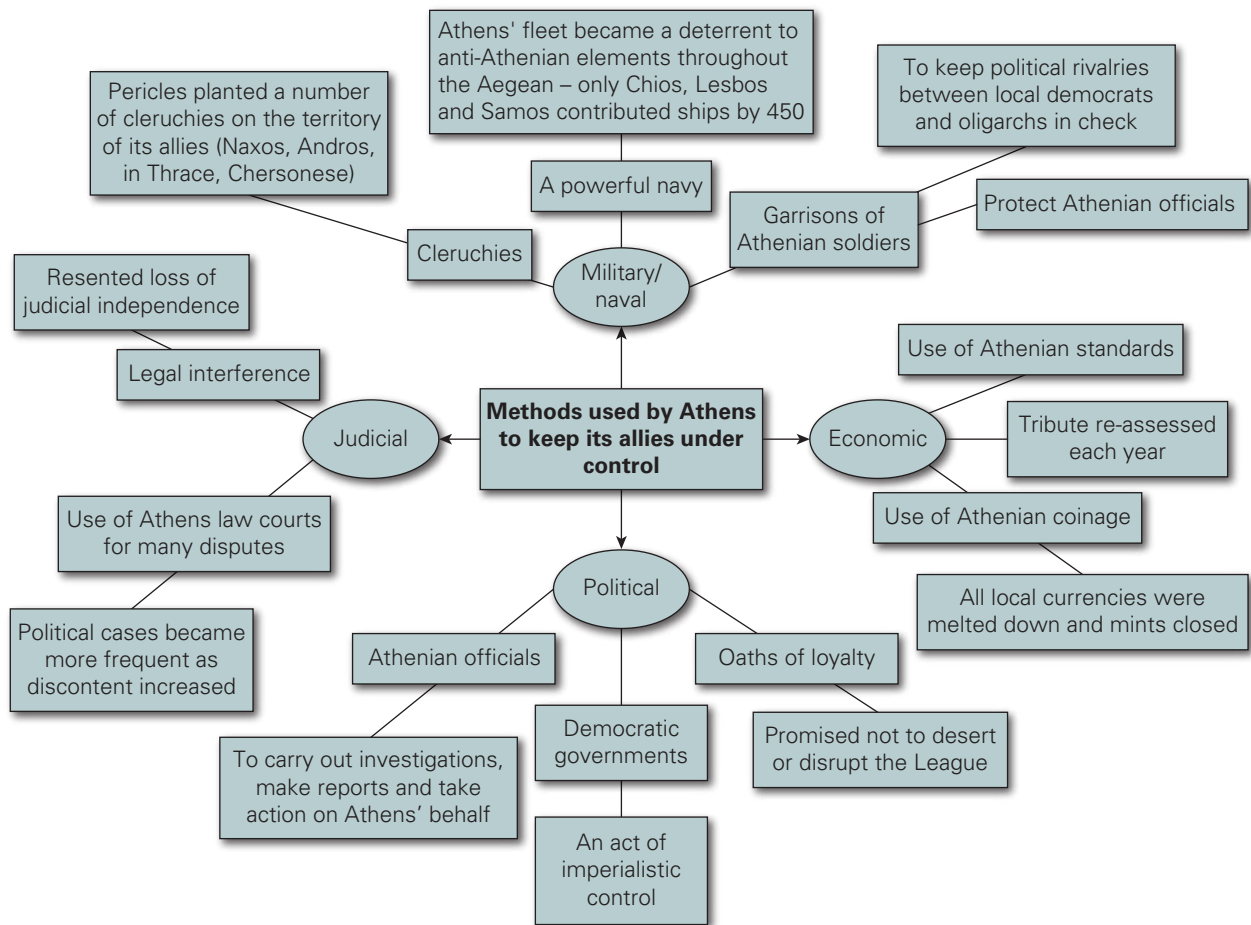 Athens' fleet became a deterrent to
anti-Athenian elements throughout
the Aegean – only Chios, Lesbos
and Samos contributed ships by 450
Pericles planted a number
of cleruchies on the territory
of its allies (Naxos, Andros,
in Thrace, Chersonese)
To keep political rivalries
between local democrats
and oligarchs in check
A powerful navy
Garrisons of
Athenian soldiers
Protect Athenian officials
Cleruchies
Military/
naval
Resented loss of
judicial independence
Legal interference
Judicial
Methods used by Athens
to keep its allies under
control
Economic
Use of Athenian standards
Tribute re-assessed
each year
Use of Athenian coinage
All local currencies were
melted down and mints closed
Use of Athens law courts
for many disputes
Political cases became
more frequent as
discontent increased
Political
Athenian officials
To carry out investigations,
make reports and take
action on Athens’ behalf
Democratic
governments
An act of
imperialistic
control
Oaths of loyalty
Promised not to desert
or disrupt the League